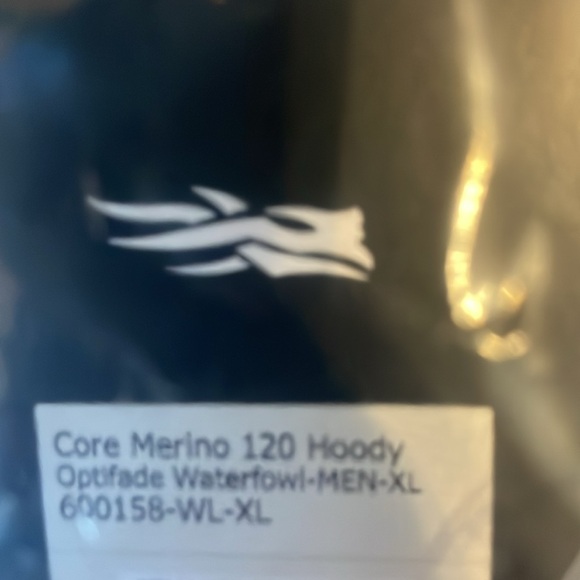 Core Merino 120 Hoody
Optifade Waterfowl-MEN-XL
600158-WL-XL